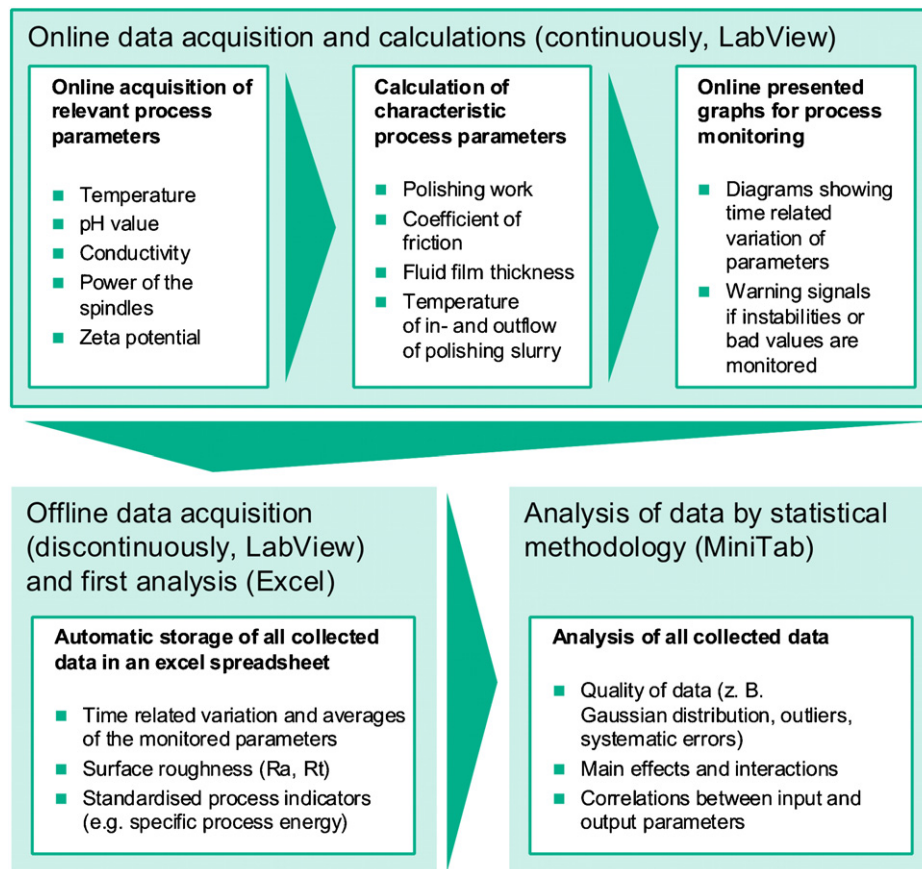 Online data acquisition and calculations (continuously, LabView)
Online acquisition of
relevant process
parameters
Temperature
pH value
Conductivity
Power of the
spindles
Zeta potential
Calculation of
characteristic
process parameters
Polishing work
Coefficient of
friction
Fluid film thickness
Temperature
of in- and outflow
of polishing slurry
Online presented
graphs for process
monitoring
Diagrams showing
time related
variation of
parameters
Warning signals
if instabilities or
bad values are
monitored
Offline data acquisition
(discontinuously, LabView)
and first analysis (Excel)
Automatic storage of all collected
data in an excel spreadsheet
Time related variation and averages
of the monitored parameters
Surface roughness (Ra, Rt)
Standardised process indicators
(e.g. specific process energy)
Analysis of data by statistical
methodology (MiniTab)
Analysis of all collected data
Quality of data (z. B.
Gaussian distribution, outliers,
systematic errors)
Main effects and interactions
Correlations between input and
output parameters